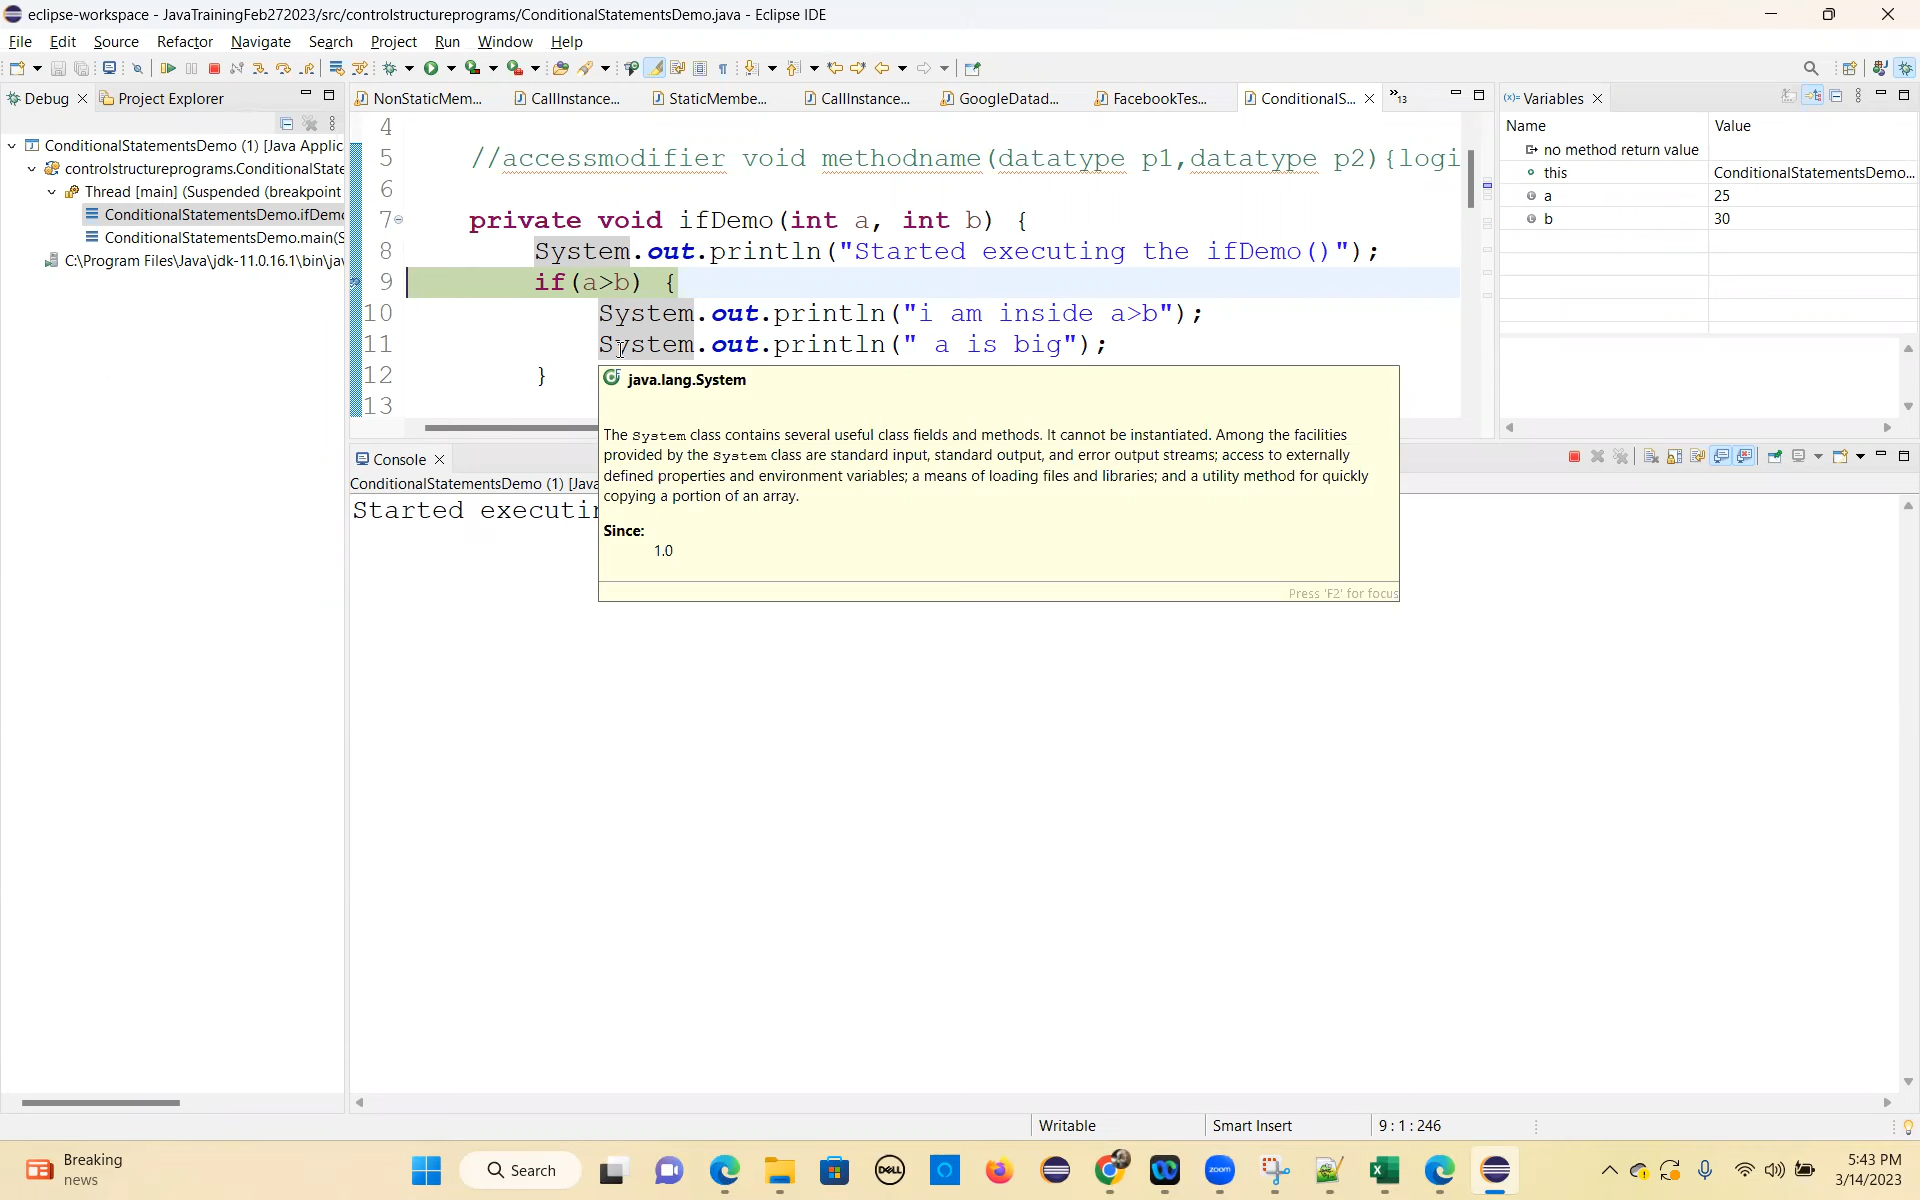 eclipse-workspace - JavaTrainingFeb272023/src/controlstructureprograms/ConditionalStatementsDemo.java - Eclipse IDE
File Edit Source Refactor Navigate Search Project Run Window Help
Debug Project Explorer
NonStaticMem... CallInstance... StaticMembe... CallInstance... GoogleDatad... FacebookTes... ConditionalS... »13
(x)= Variables
ConditionalStatementsDemo (1) [Java Applic
controlstructureprograms.ConditionalState
Thread [main] (Suspended (breakpoint
ConditionalStatementsDemo.ifDemo
ConditionalStatementsDemo.main(S
C:\Program Files\Java\jdk-11.0.16.1\bin\jav
4
5 //accessmodifier void methodname(datatype p1,datatype p2){logi
6
7 private void ifDemo(int a, int b) {
8 System.out.println("Started executing the ifDemo()");
9 if(a>b) {
10 System.out.println("i am inside a>b");
11 System.out.println(" a is big");
12 }
13
Name Value
no method return value
this ConditionalStatementsDemo...
a 25
b 30
java.lang.System
The System class contains several useful class fields and methods. It cannot be instantiated. Among the facilities
provided by the System class are standard input, standard output, and error output streams; access to externally
defined properties and environment variables; a means of loading files and libraries; and a utility method for quickly
copying a portion of an array.
Since:
1.0
Press 'F2' for focus
Console
ConditionalStatementsDemo (1) [Java
Started executin
Writable Smart Insert 9 : 1 : 246
Breaking
news
Search
DELL
zoom
5:43 PM
3/14/2023